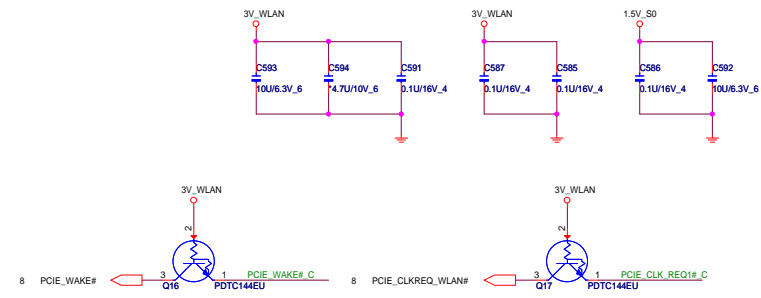 3V_WLAN 3V_WLAN 1.5V_S0
C593 C594 C591 C587 C585 C586 C592
10U/6.3V_6 *4.7U/10V_6 0.1U/16V_4 0.1U/16V_4 0.1U/16V_4 0.1U/16V_4 10U/6.3V_6
3V_WLAN 3V_WLAN
2 2
8 PCIE_WAKE# 3 1 PCIE_WAKE#_C 8 PCIE_CLKREQ_WLAN# 3 1 PCIE_CLK_REQ1#_C
Q16 PDTC144EU Q17 PDTC144EU